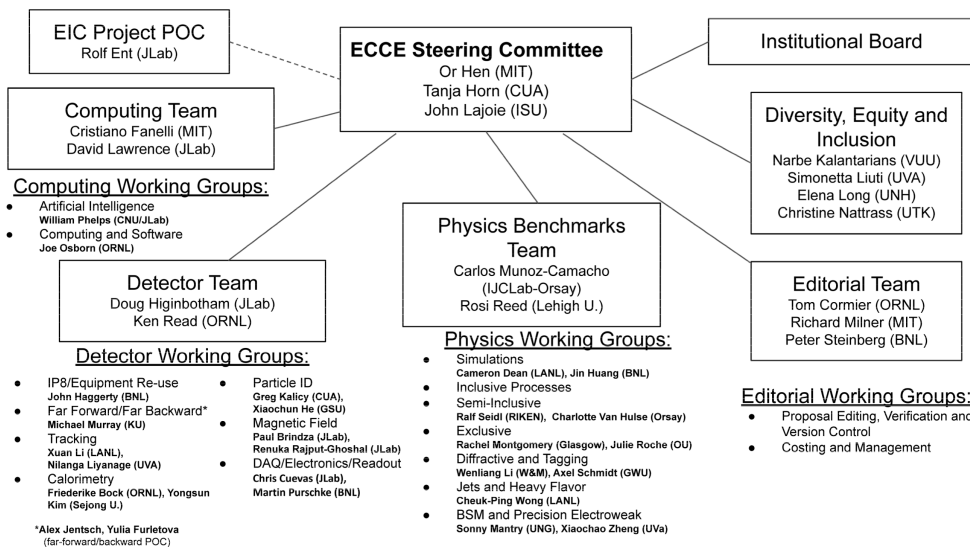 EIC Project POC
Rolf Ent (JLab)
ECCE Steering Committee
Or Hen (MIT)
Tanja Horn (CUA)
John Lajoie (ISU)
Institutional Board
Computing Team
Cristiano Fanelli (MIT)
David Lawrence (JLab)
Diversity, Equity and
Inclusion
Narbe Kalantarians (VUU)
Simonetta Liuti (UVA)
Elena Long (UNH)
Christine Nattrass (UTK)
Computing Working Groups:
● Artificial Intelligence
William Phelps (CNU/JLab)
● Computing and Software
Joe Osborn (ORNL)
Detector Team
Doug Higinbotham (JLab)
Ken Read (ORNL)
Physics Benchmarks
Team
Carlos Munoz-Camacho
(IJCLab-Orsay)
Rosi Reed (Lehigh U.)
Editorial Team
Tom Cormier (ORNL)
Richard Milner (MIT)
Peter Steinberg (BNL)
Detector Working Groups:
● IP8/Equipment Re-use
John Haggerty (BNL)
● Far Forward/Far Backward*
Michael Murray (KU)
● Tracking
Xuan Li (LANL),
Nilanga Liyanage (UVA)
● Calorimetry
Friederike Bock (ORNL), Yongsun
Kim (Sejong U.)
*Alex Jentsch, Yulia Furletova
(far-forward/backward POC)
● Particle ID
Greg Kalicy (CUA),
Xiaochun He (GSU)
● Magnetic Field
Paul Brindza (JLab),
Renuka Rajput-Ghoshal (JLab)
● DAQ/Electronics/Readout
Chris Cuevas (JLab),
Martin Purschke (BNL)
Physics Working Groups:
● Simulations
Cameron Dean (LANL), Jin Huang (BNL)
● Inclusive Processes
● Semi-Inclusive
Ralf Seidl (RIKEN), Charlotte Van Hulse (Orsay)
● Exclusive
Rachel Montgomery (Glasgow), Julie Roche (OU)
● Diffractive and Tagging
Wenliang Li (W&M), Axel Schmidt (GWU)
● Jets and Heavy Flavor
Cheuk-Ping Wong (LANL)
● BSM and Precision Electroweak
Sonny Mantry (UNG), Xiaochao Zheng (UVa)
Editorial Working Groups:
● Proposal Editing, Verification and
Version Control
● Costing and Management